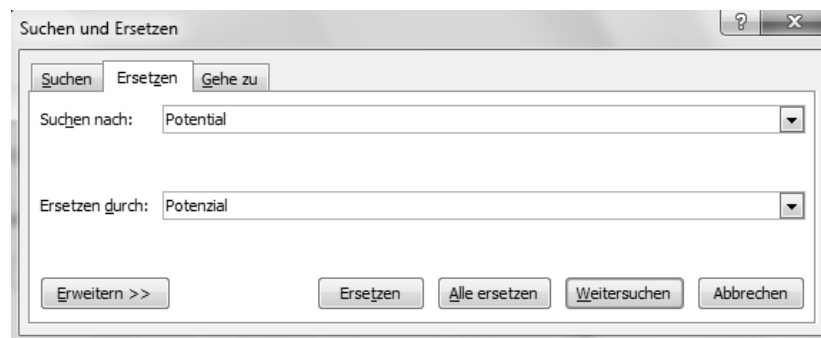 Suchen und Ersetzen
Suchen Ersetzen Gehe zu
Suchen nach: Potential
Ersetzen durch: Potenzial
Erweitern >> Ersetzen Alle ersetzen Weitersuchen Abbrechen